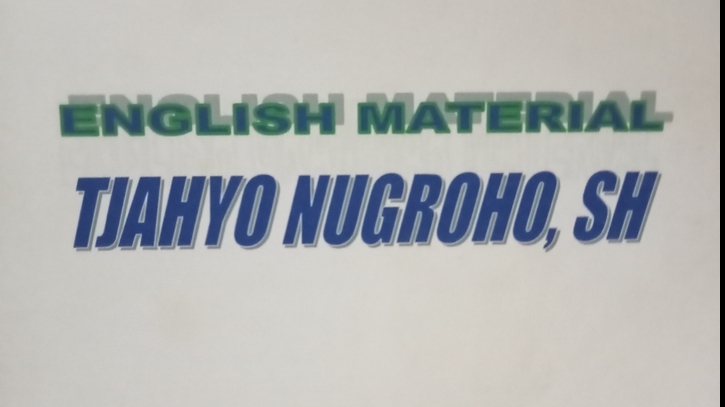 ENGLISH MATERIAL
TJAHYO NUGROHO, SH